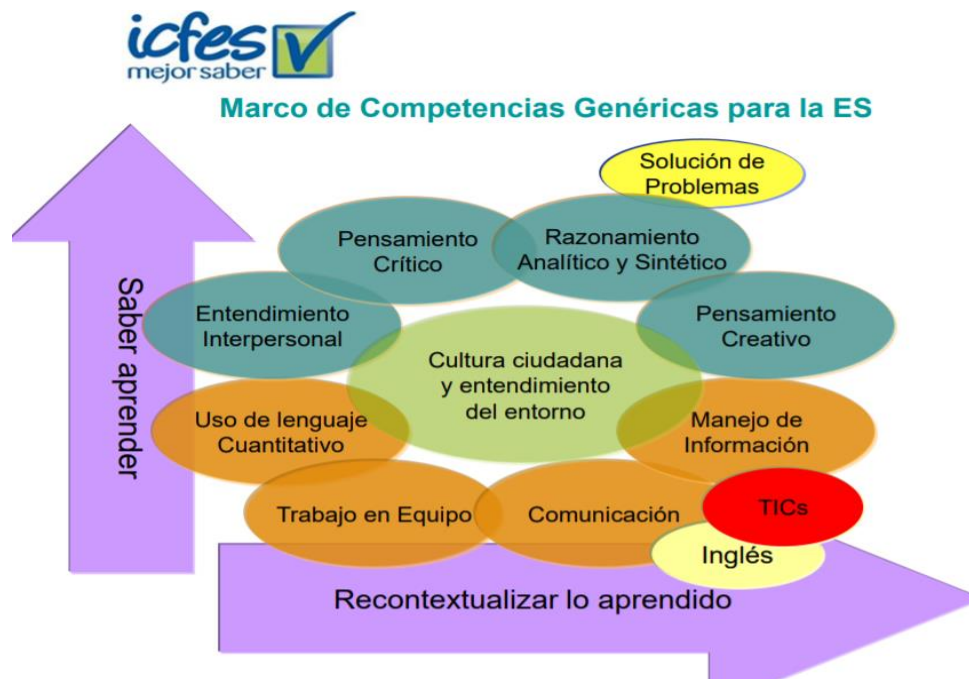 icfes
mejor saber
Marco de Competencias Genéricas para la ES
Solución de
Problemas
Pensamiento
Crítico
Razonamiento
Analítico y Sintético
Entendimiento
Interpersonal
Pensamiento
Creativo
Cultura ciudadana
y entendimiento
del entorno
Saber aprender
Uso de lenguaje
Cuantitativo
Manejo de
Información
Trabajo en Equipo
Comunicación
TICs
Inglés
Recontextualizar lo aprendido